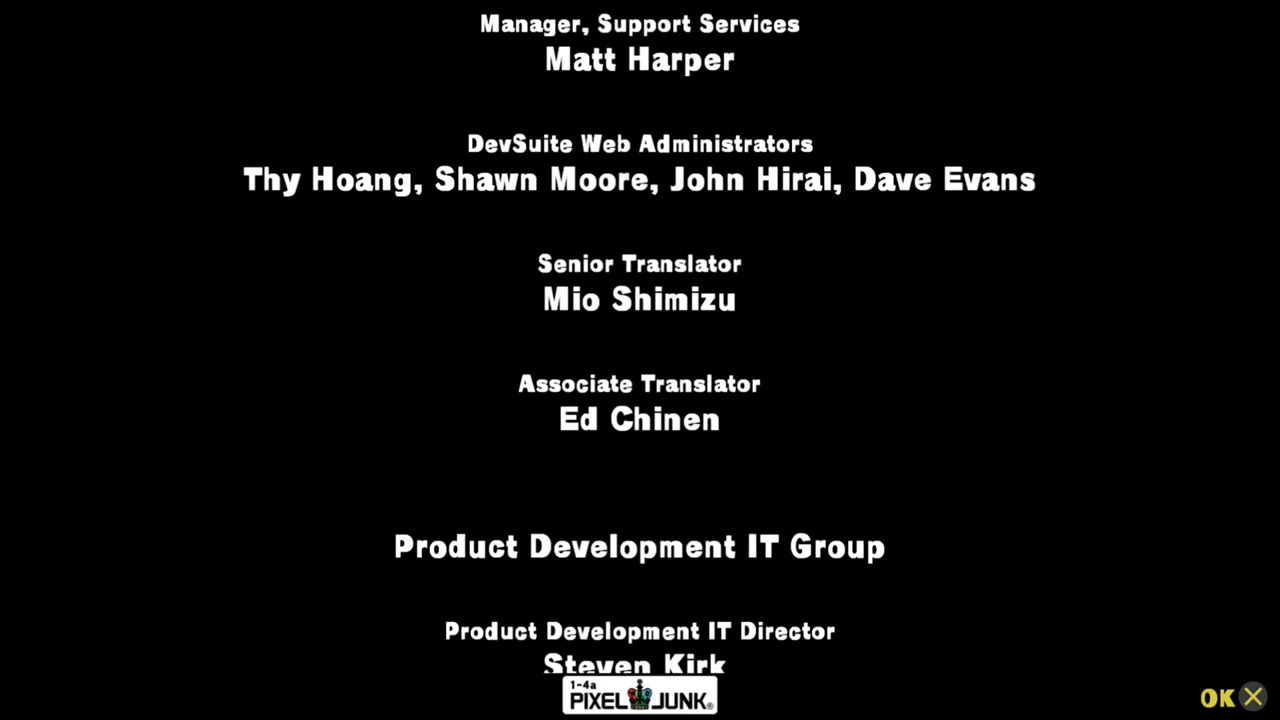 Manager, Support Services
Matt Harper
DevSuite Web Administrators
Thy Hoang, Shawn Moore, John Hirai, Dave Evans
Senior Translator
Mio Shimizu
Associate Translator
Ed Chinen
Product Development IT Group
Product Development IT Director
Steven Kirk
1-4a
PIXEL JUNK®
OK